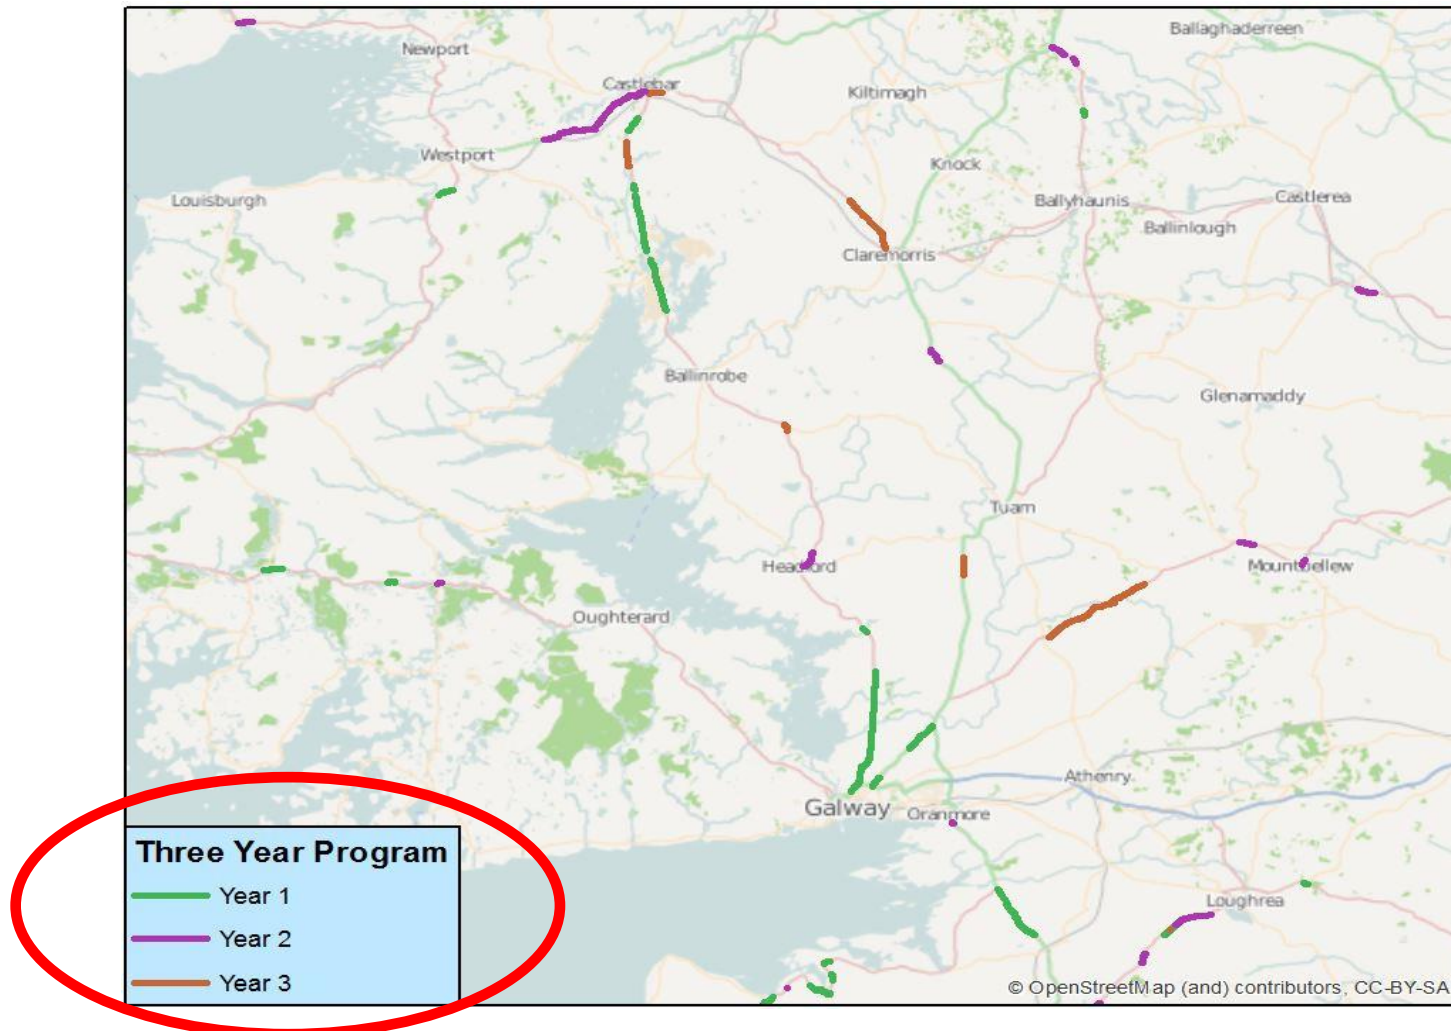 Ballaghaderreen
Newport
Castlebar
Kiltimagh
Westport
Knock
Louisburgh
Ballyhaunis
Castlerea
Ballinlough
Claremorris
Ballinrobe
Glenamaddy
Tuam
Headford
Mountbellew
Oughterard
Athenry
Galway
Oranmore
Loughrea
Three Year Program
Year 1
Year 2
Year 3
© OpenStreetMap (and) contributors, CC-BY-SA